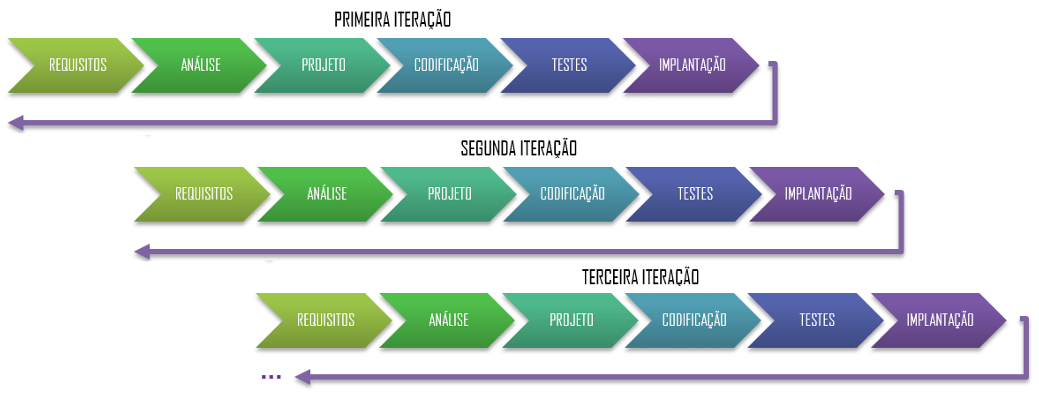 PRIMEIRA ITERAÇÃO
REQUISITOS ANÁLISE PROJETO CODIFICAÇÃO TESTES IMPLANTAÇÃO
SEGUNDA ITERAÇÃO
REQUISITOS ANÁLISE PROJETO CODIFICAÇÃO TESTES IMPLANTAÇÃO
TERCEIRA ITERAÇÃO
REQUISITOS ANÁLISE PROJETO CODIFICAÇÃO TESTES IMPLANTAÇÃO
...